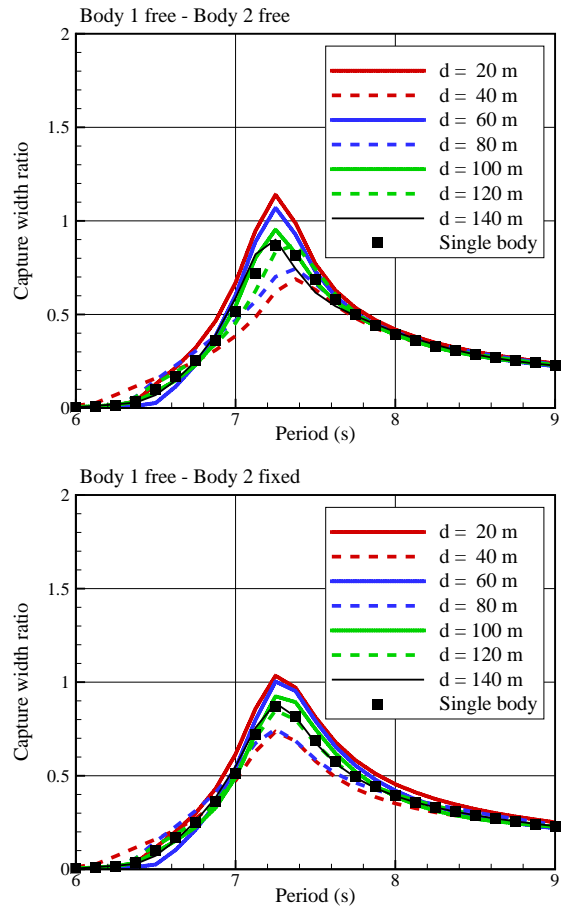 Body 1 free - Body 2 free
2
1.5
1
0.5
0
Capture width ratio
d = 20 m
d = 40 m
d = 60 m
d = 80 m
d = 100 m
d = 120 m
d = 140 m
Single body
6
7
8
9
Period (s)
Body 1 free - Body 2 fixed
2
1.5
1
0.5
0
Capture width ratio
d = 20 m
d = 40 m
d = 60 m
d = 80 m
d = 100 m
d = 120 m
d = 140 m
Single body
6
7
8
9
Period (s)